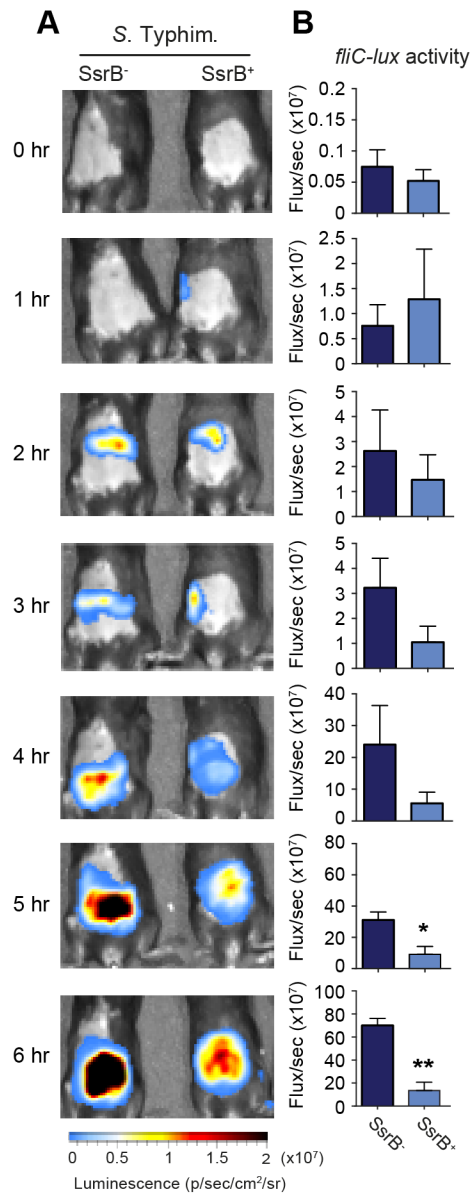 A
B
S. Typhim.
SsrB-
SsrB+
fliC-lux activity
0 hr
Flux/sec (x10⁷)
0.2
0.15
0.1
0.05
0
1 hr
Flux/sec (x10⁷)
2.5
2.0
1.5
1.0
0.5
0
2 hr
Flux/sec (x10⁷)
5
4
3
2
1
0
3 hr
Flux/sec (x10⁷)
4
3
2
1
0
4 hr
Flux/sec (x10⁷)
40
30
20
10
0
5 hr
Flux/sec (x10⁷)
80
60
40
20
0
*
6 hr
Flux/sec (x10⁷)
100
80
60
40
20
0
**
SsrB-
SsrB+
0 0.5 1.5 2 (x10⁷)
Luminescence (p/sec/cm²/sr)